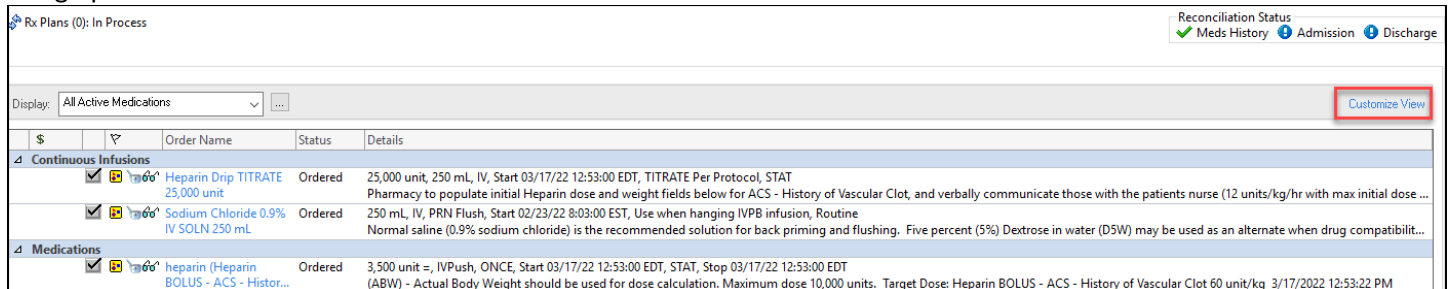 Rx Plans (0): In Process
Reconciliation Status
Meds History Admission Discharge
Display: All Active Medications ... Customize View
$ Order Name Status Details
Continuous Infusions
Heparin Drip TITRATE Ordered 25,000 unit, 250 mL, IV, Start 03/17/22 12:53:00 EDT, TITRATE Per Protocol, STAT
25,000 unit Pharmacy to populate initial Heparin dose and weight fields below for ACS - History of Vascular Clot, and verbally communicate those with the patients nurse (12 units/kg/hr with max initial dose ...
Sodium Chloride 0.9% Ordered 250 mL, IV, PRN Flush, Start 02/23/22 8:03:00 EST, Use when hanging IVPB infusion, Routine
IV SOLN 250 mL Normal saline (0.9% sodium chloride) is the recommended solution for back priming and flushing. Five percent (5%) Dextrose in water (D5W) may be used as an alternate when drug compatibilit...
Medications
heparin (Heparin Ordered 3,500 unit =, IVPush, ONCE, Start 03/17/22 12:53:00 EDT, STAT, Stop 03/17/22 12:53:00 EDT
BOLUS - ACS - Histor... (ABW) - Actual Body Weight should be used for dose calculation. Maximum dose 10,000 units. Target Dose: Heparin BOLUS - ACS - History of Vascular Clot 60 unit/kg 3/17/2022 12:53:22 PM